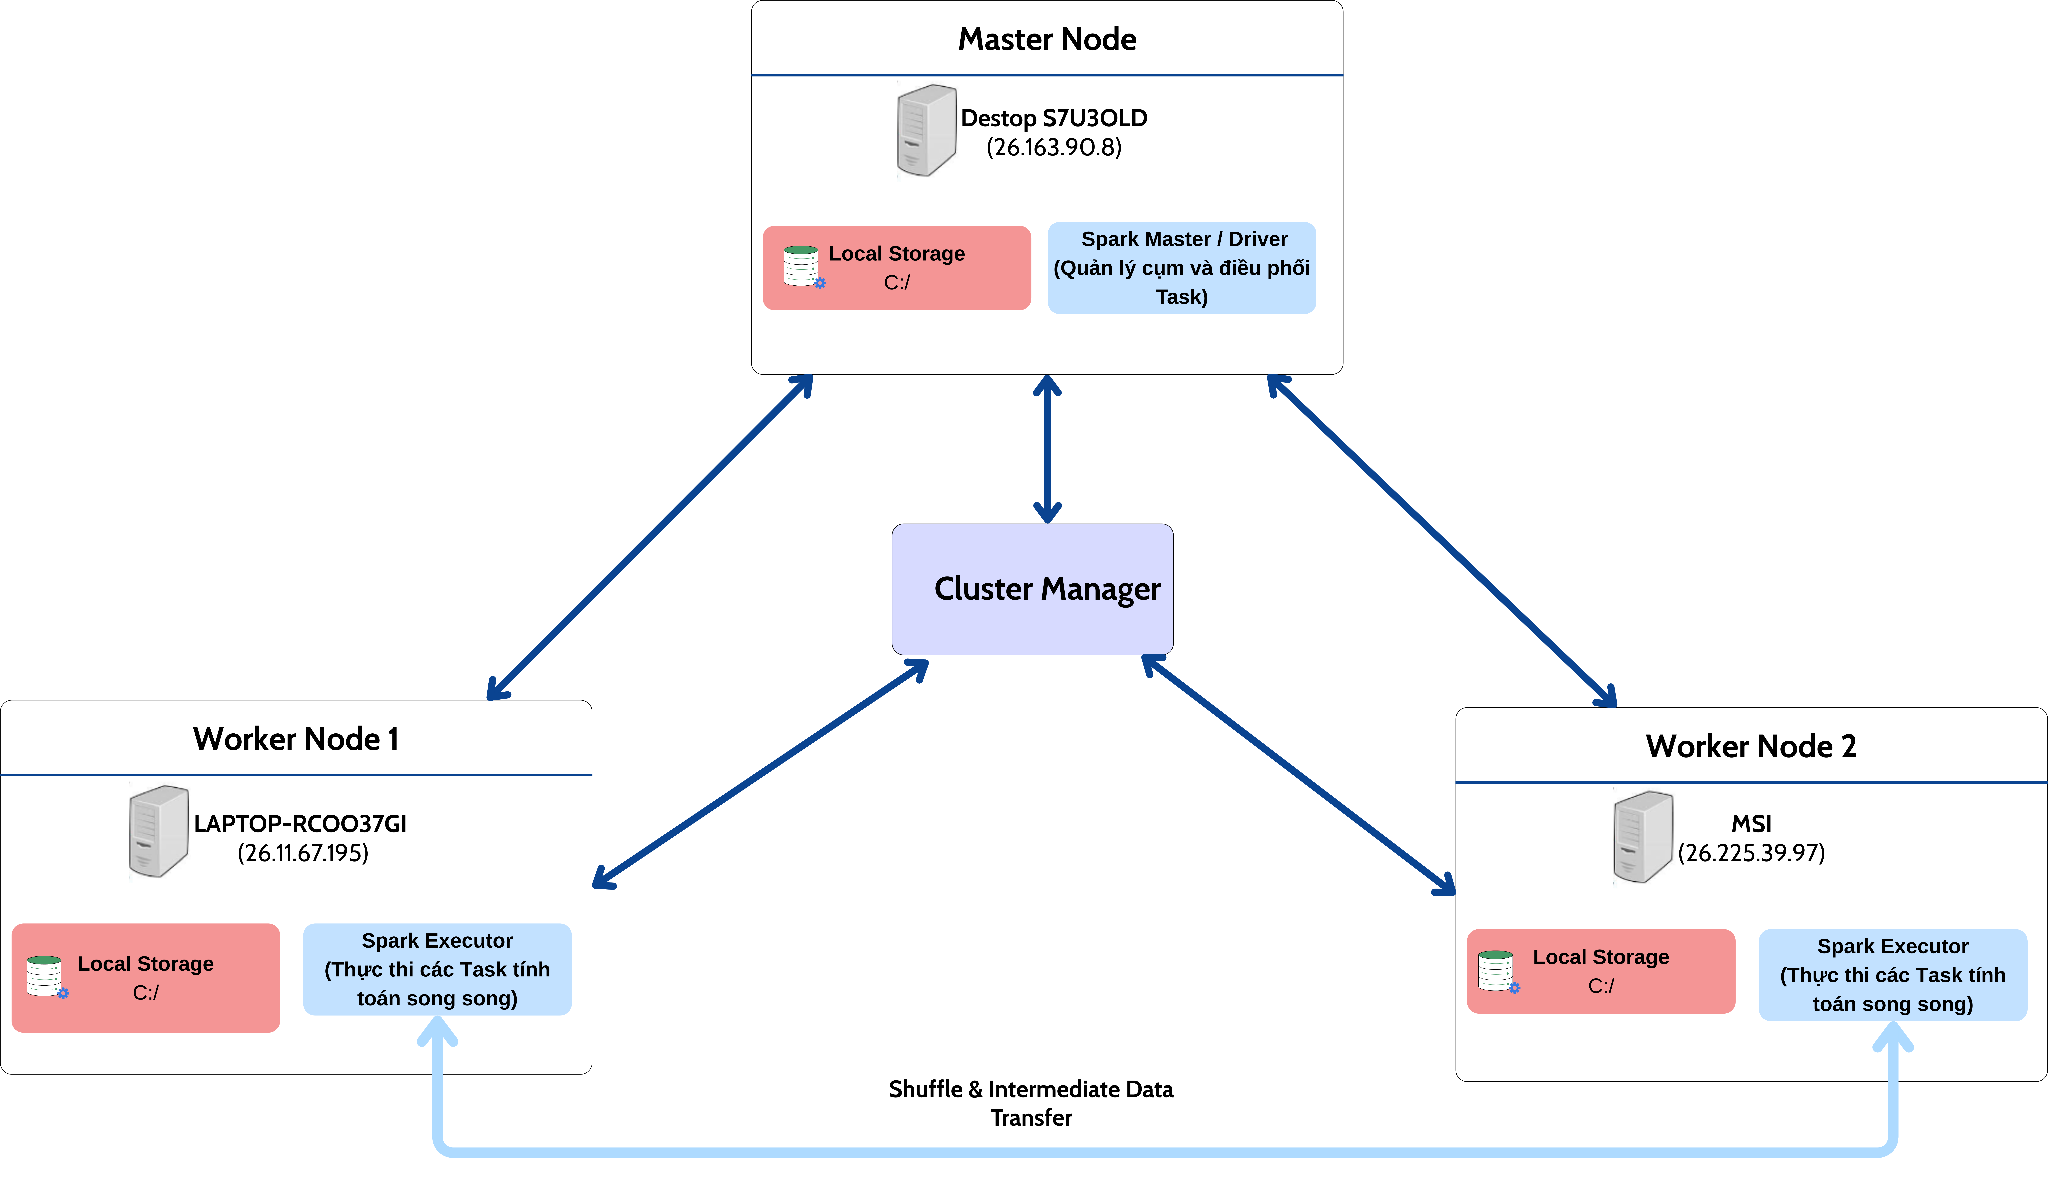 Master Node
Destop S7U3OLD
(26.163.90.8)
Local Storage
C:/
Spark Master / Driver
(Quản lý cụm và điều phối
Task)
Cluster Manager
Worker Node 1
LAPTOP-RCOO37GI
(26.11.67.195)
Local Storage
C:/
Spark Executor
(Thực thi các Task tính
toán song song)
Worker Node 2
MSI
(26.225.39.97)
Local Storage
C:/
Spark Executor
(Thực thi các Task tính
toán song song)
Shuffle & Intermediate Data
Transfer